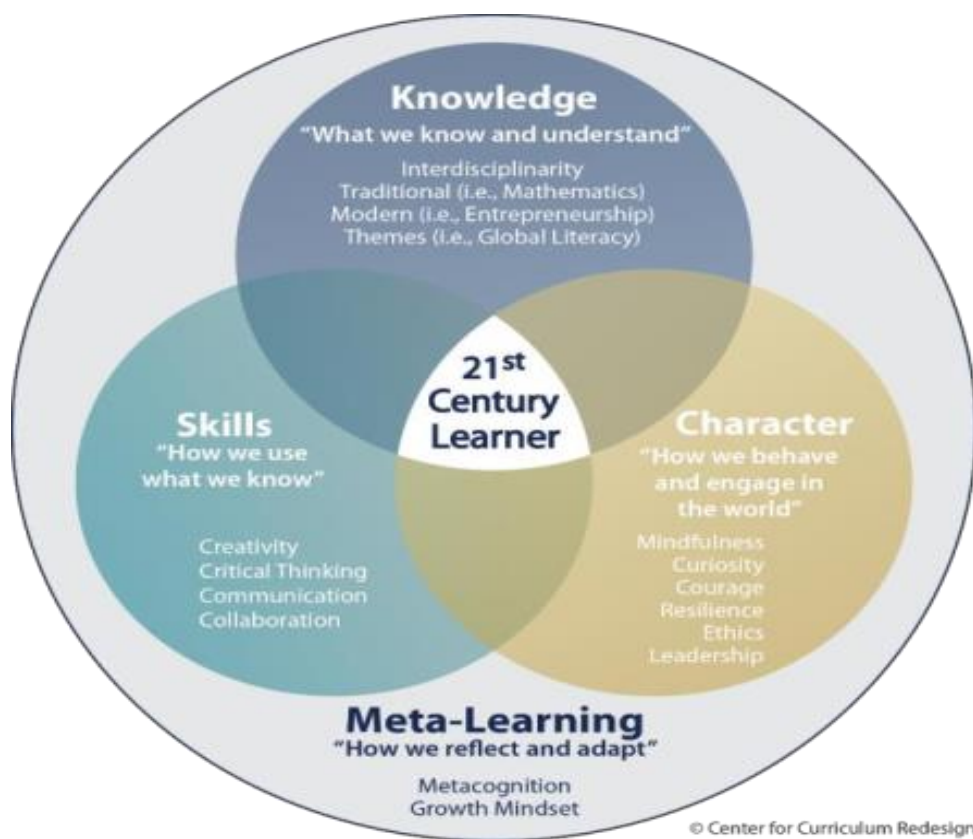 Knowledge
"What we know and understand"
Interdisciplinarity
Traditional (i.e., Mathematics)
Modern (i.e., Entrepreneurship)
Themes (i.e., Global Literacy)
21st
Century
Learner
Skills
"How we use
what we know"
Creativity
Critical Thinking
Communication
Collaboration
Character
"How we behave
and engage in
the world"
Mindfulness
Curiosity
Courage
Resilience
Ethics
Leadership
Meta-Learning
"How we reflect and adapt"
Metacognition
Growth Mindset
© Center for Curriculum Redesign